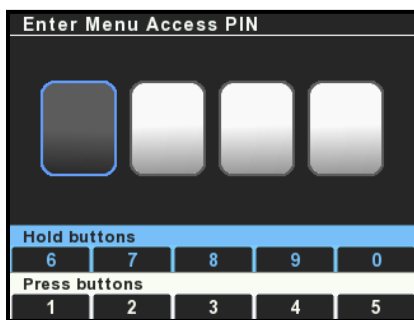 Enter Menu Access PIN
Hold buttons
6 7 8 9 0
Press buttons
1 2 3 4 5